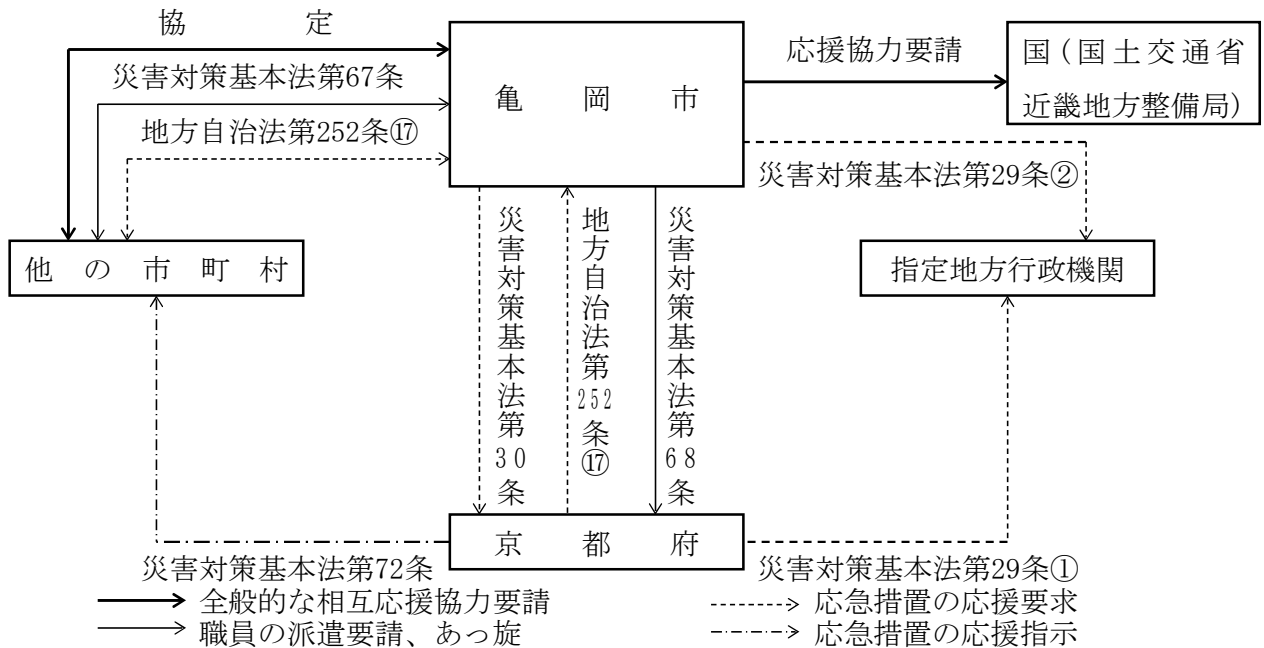 協定
災害対策基本法第67条
地方自治法第252条⑰
亀岡市
応援協力要請
国(国土交通省
近畿地方整備局)
災害対策基本法第29条②
他の市町村
指定地方行政機関
災害対策基本法第30条
地方自治法第252条⑰
災害対策基本法第68条
京都府
災害対策基本法第72条
災害対策基本法第29条①
全般的な相互応援協力要請
応急措置の応援要求
職員の派遣要請、あっ旋
応急措置の応援指示